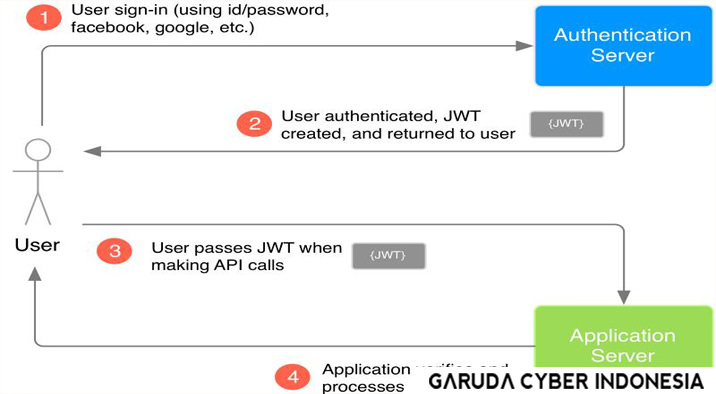 1
User sign-in (using id/password,
facebook, google, etc.)
Authentication
Server
2
User authenticated, JWT
created, and returned to user
{JWT}
User
3
User passes JWT when
making API calls
{JWT}
Application
Server
4
Application verifies and
processes
GARUDA CYBER INDONESIA